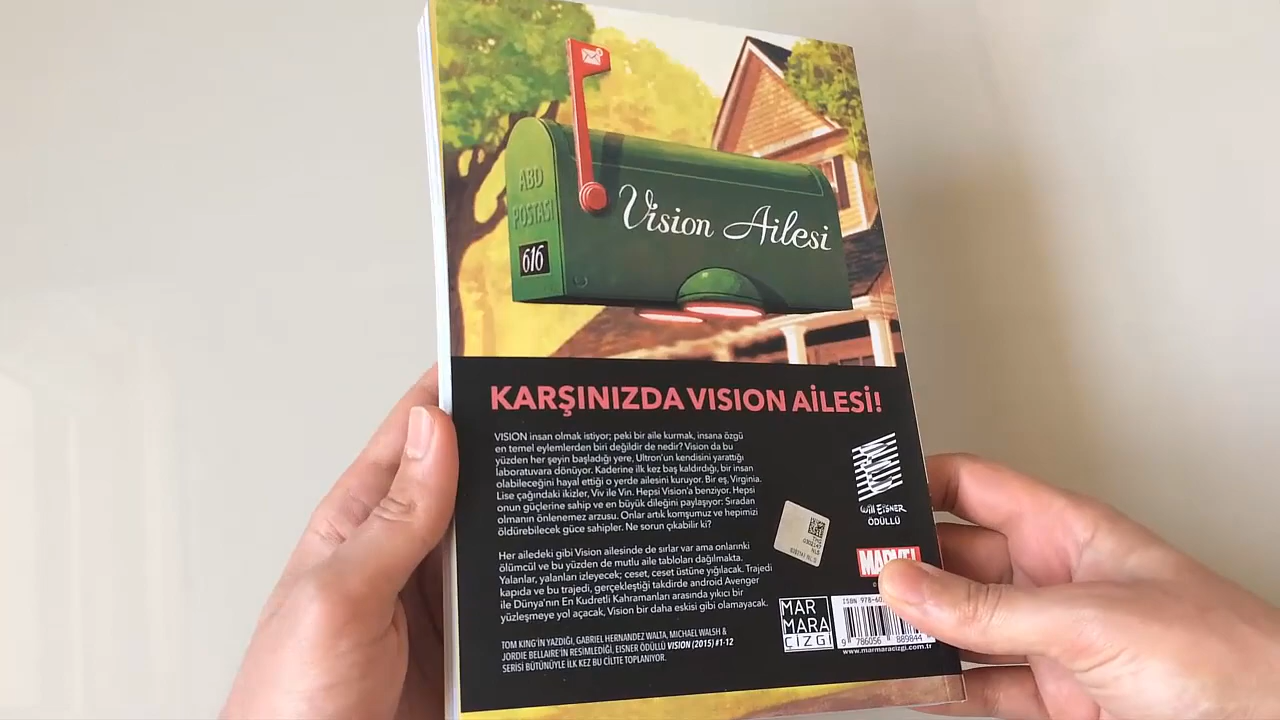 ABD
POSTASI
616
Vision Ailesi
KARŞINIZDA VISION AİLESİ!
VISION insan olmak istiyor; peki bir aile kurmak, insana özgü
en temel eylemlerden biri değildir de nedir? Vision da bu
yüzden her şeyin başladığı yere, Ultron'un kendisini yarattığı
laboratuvara dönüyor. Kaderine ilk kez baş kaldırdığı, bir insan
olabileceğini hayal ettiği o yerde ailesini kuruyor. Bir eş, Virginia.
Lise çağındaki ikizler, Viv ile Vin. Hepsi Vision'a benziyor. Hepsi
onun güçlerine sahip ve en büyük dileğini paylaşıyor: Sıradan
olmanın önlenemez arzusu. Onlar artık komşumuz ve hepimizi
öldürebilecek güce sahipler. Ne sorun çıkabilir ki?
Her ailedeki gibi Vision ailesinde de sırlar var ama onlarınki
ölümcül ve bu yüzden de mutlu aile tabloları dağılmakta.
Yalanlar, yalanları izleyecek; ceset, ceset üstüne yığılacak. Trajedi
kapıda ve bu trajedi, gerçekleştiği takdirde android Avenger
ile Dünya'nın En Kudretli Kahramanları arasında yıkıcı bir
yüzleşmeye yol açacak, Vision bir daha eskisi gibi olamayacak.
TOM KING'İN YAZDIĞI, GABRIEL HERNANDEZ WALTA, MICHAEL WALSH &
JORDIE BELLAIRE'İN RESİMLEDİĞİ, EISNER ÖDÜLLÜ VISION (2015) #1-12
SERİSİ BÜTÜNÜYLE İLK KEZ BU CİLTTE TOPLANIYOR.
WILL EISNER
ÖDÜLLÜ
MARVEL
©
MAR
MARA
ÇİZGİ
ISBN 978-60
9 786056 889844
www.marmaracizgi.com.tr